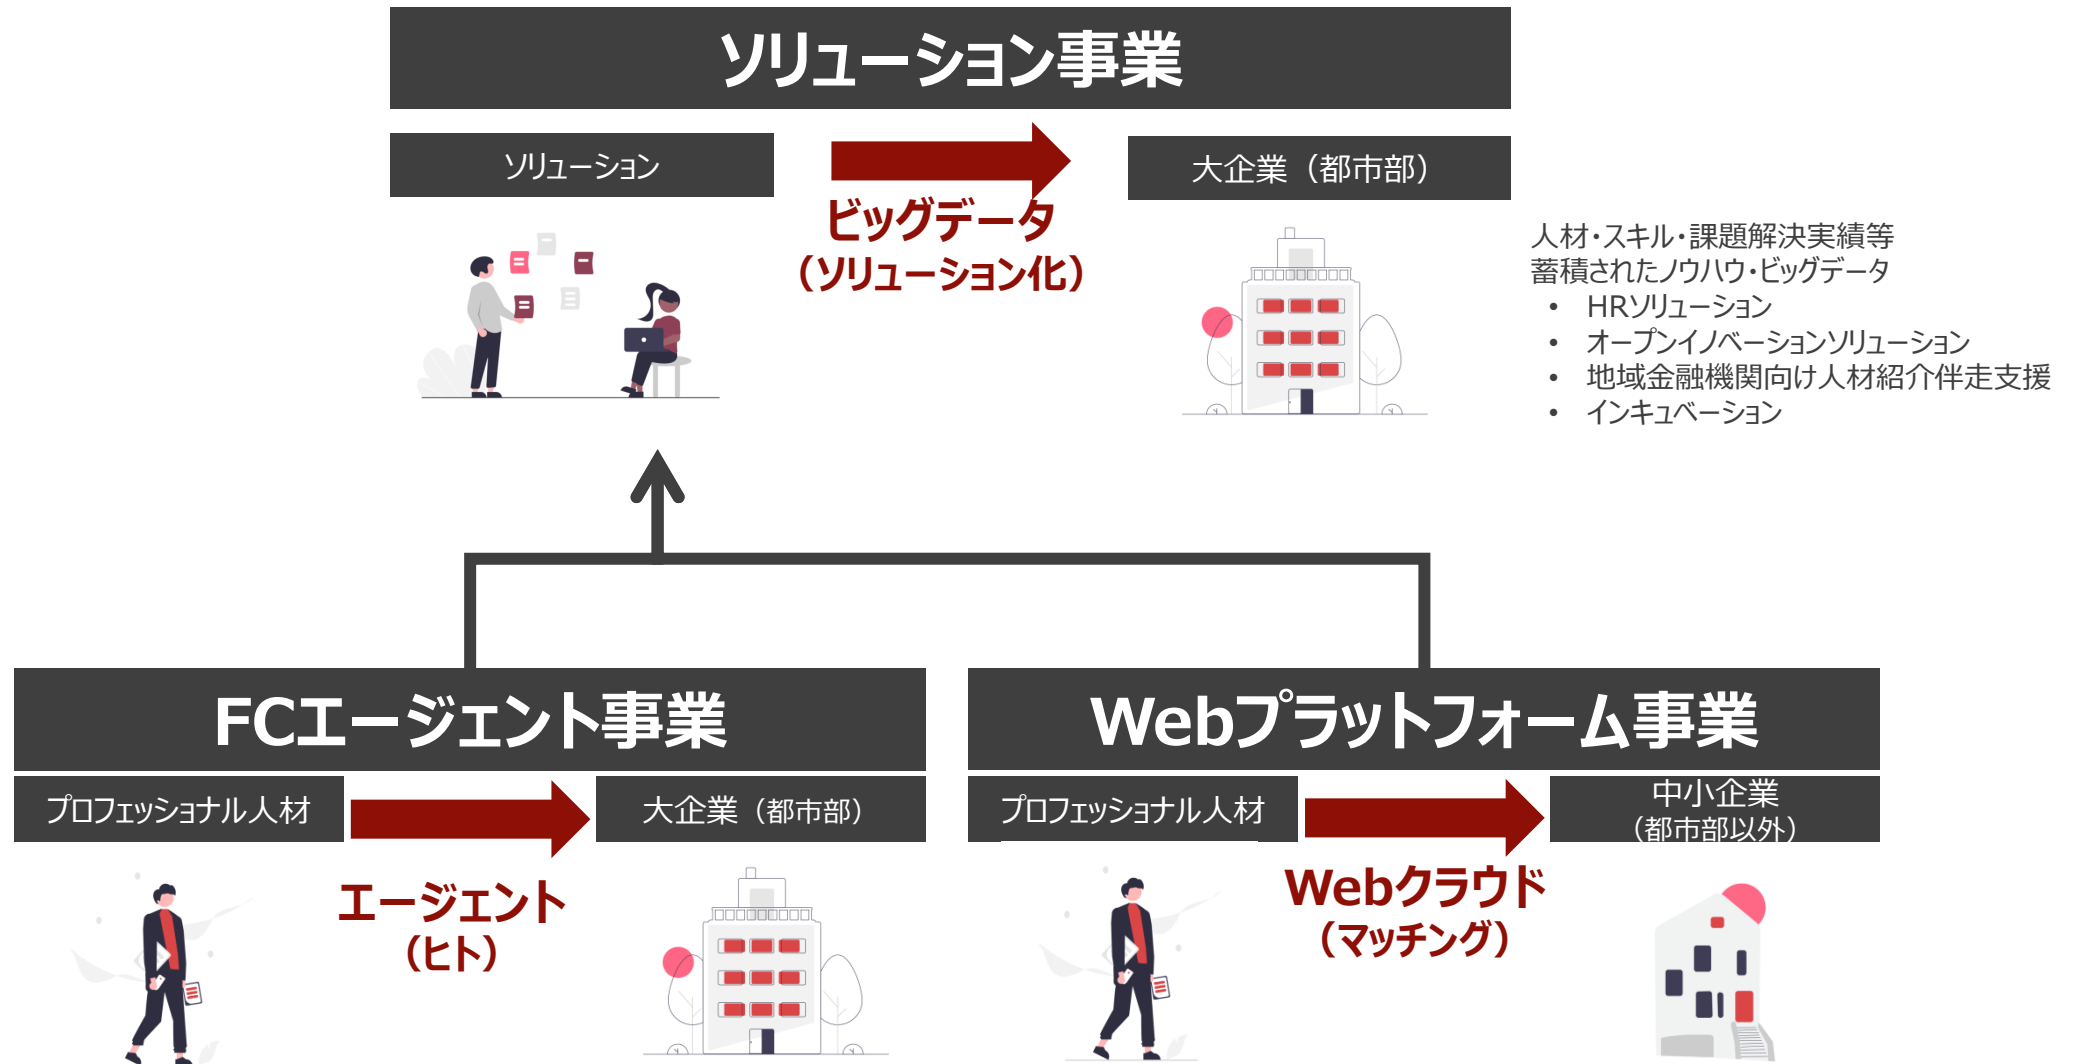 ソリューション事業
ソリューション
大企業（都市部）
ビッグデータ
（ソリューション化）
人材・スキル・課題解決実績等
蓄積されたノウハウ・ビッグデータ
• HRソリューション
• オープンイノベーションソリューション
• 地域金融機関向け人材紹介伴走支援
• インキュベーション
FCエージェント事業
プロフェッショナル人材
大企業（都市部）
エージェント
（ヒト）
Webプラットフォーム事業
プロフェッショナル人材
中小企業
（都市部以外）
Webクラウド
（マッチング）